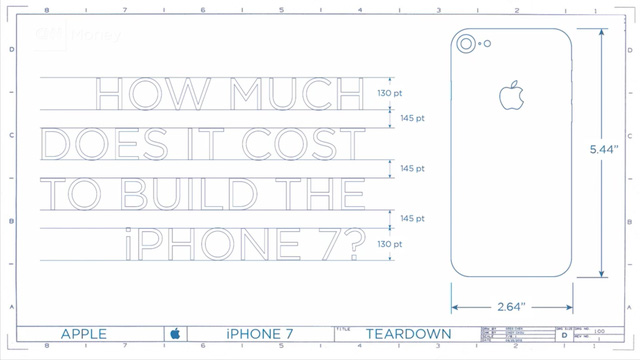 8 7 6 5 4 3 2 1
CNN Money
HOW MUCH
130 pt
145 pt
DOES IT COST
145 pt
TO BUILD THE
145 pt
iPHONE 7?
130 pt
5.44"
2.64"
D
C
B
A
D
C
B
A
APPLE iPHONE 7 TITLE TEARDOWN
D 100
8 7 6 5 4 3 2 1